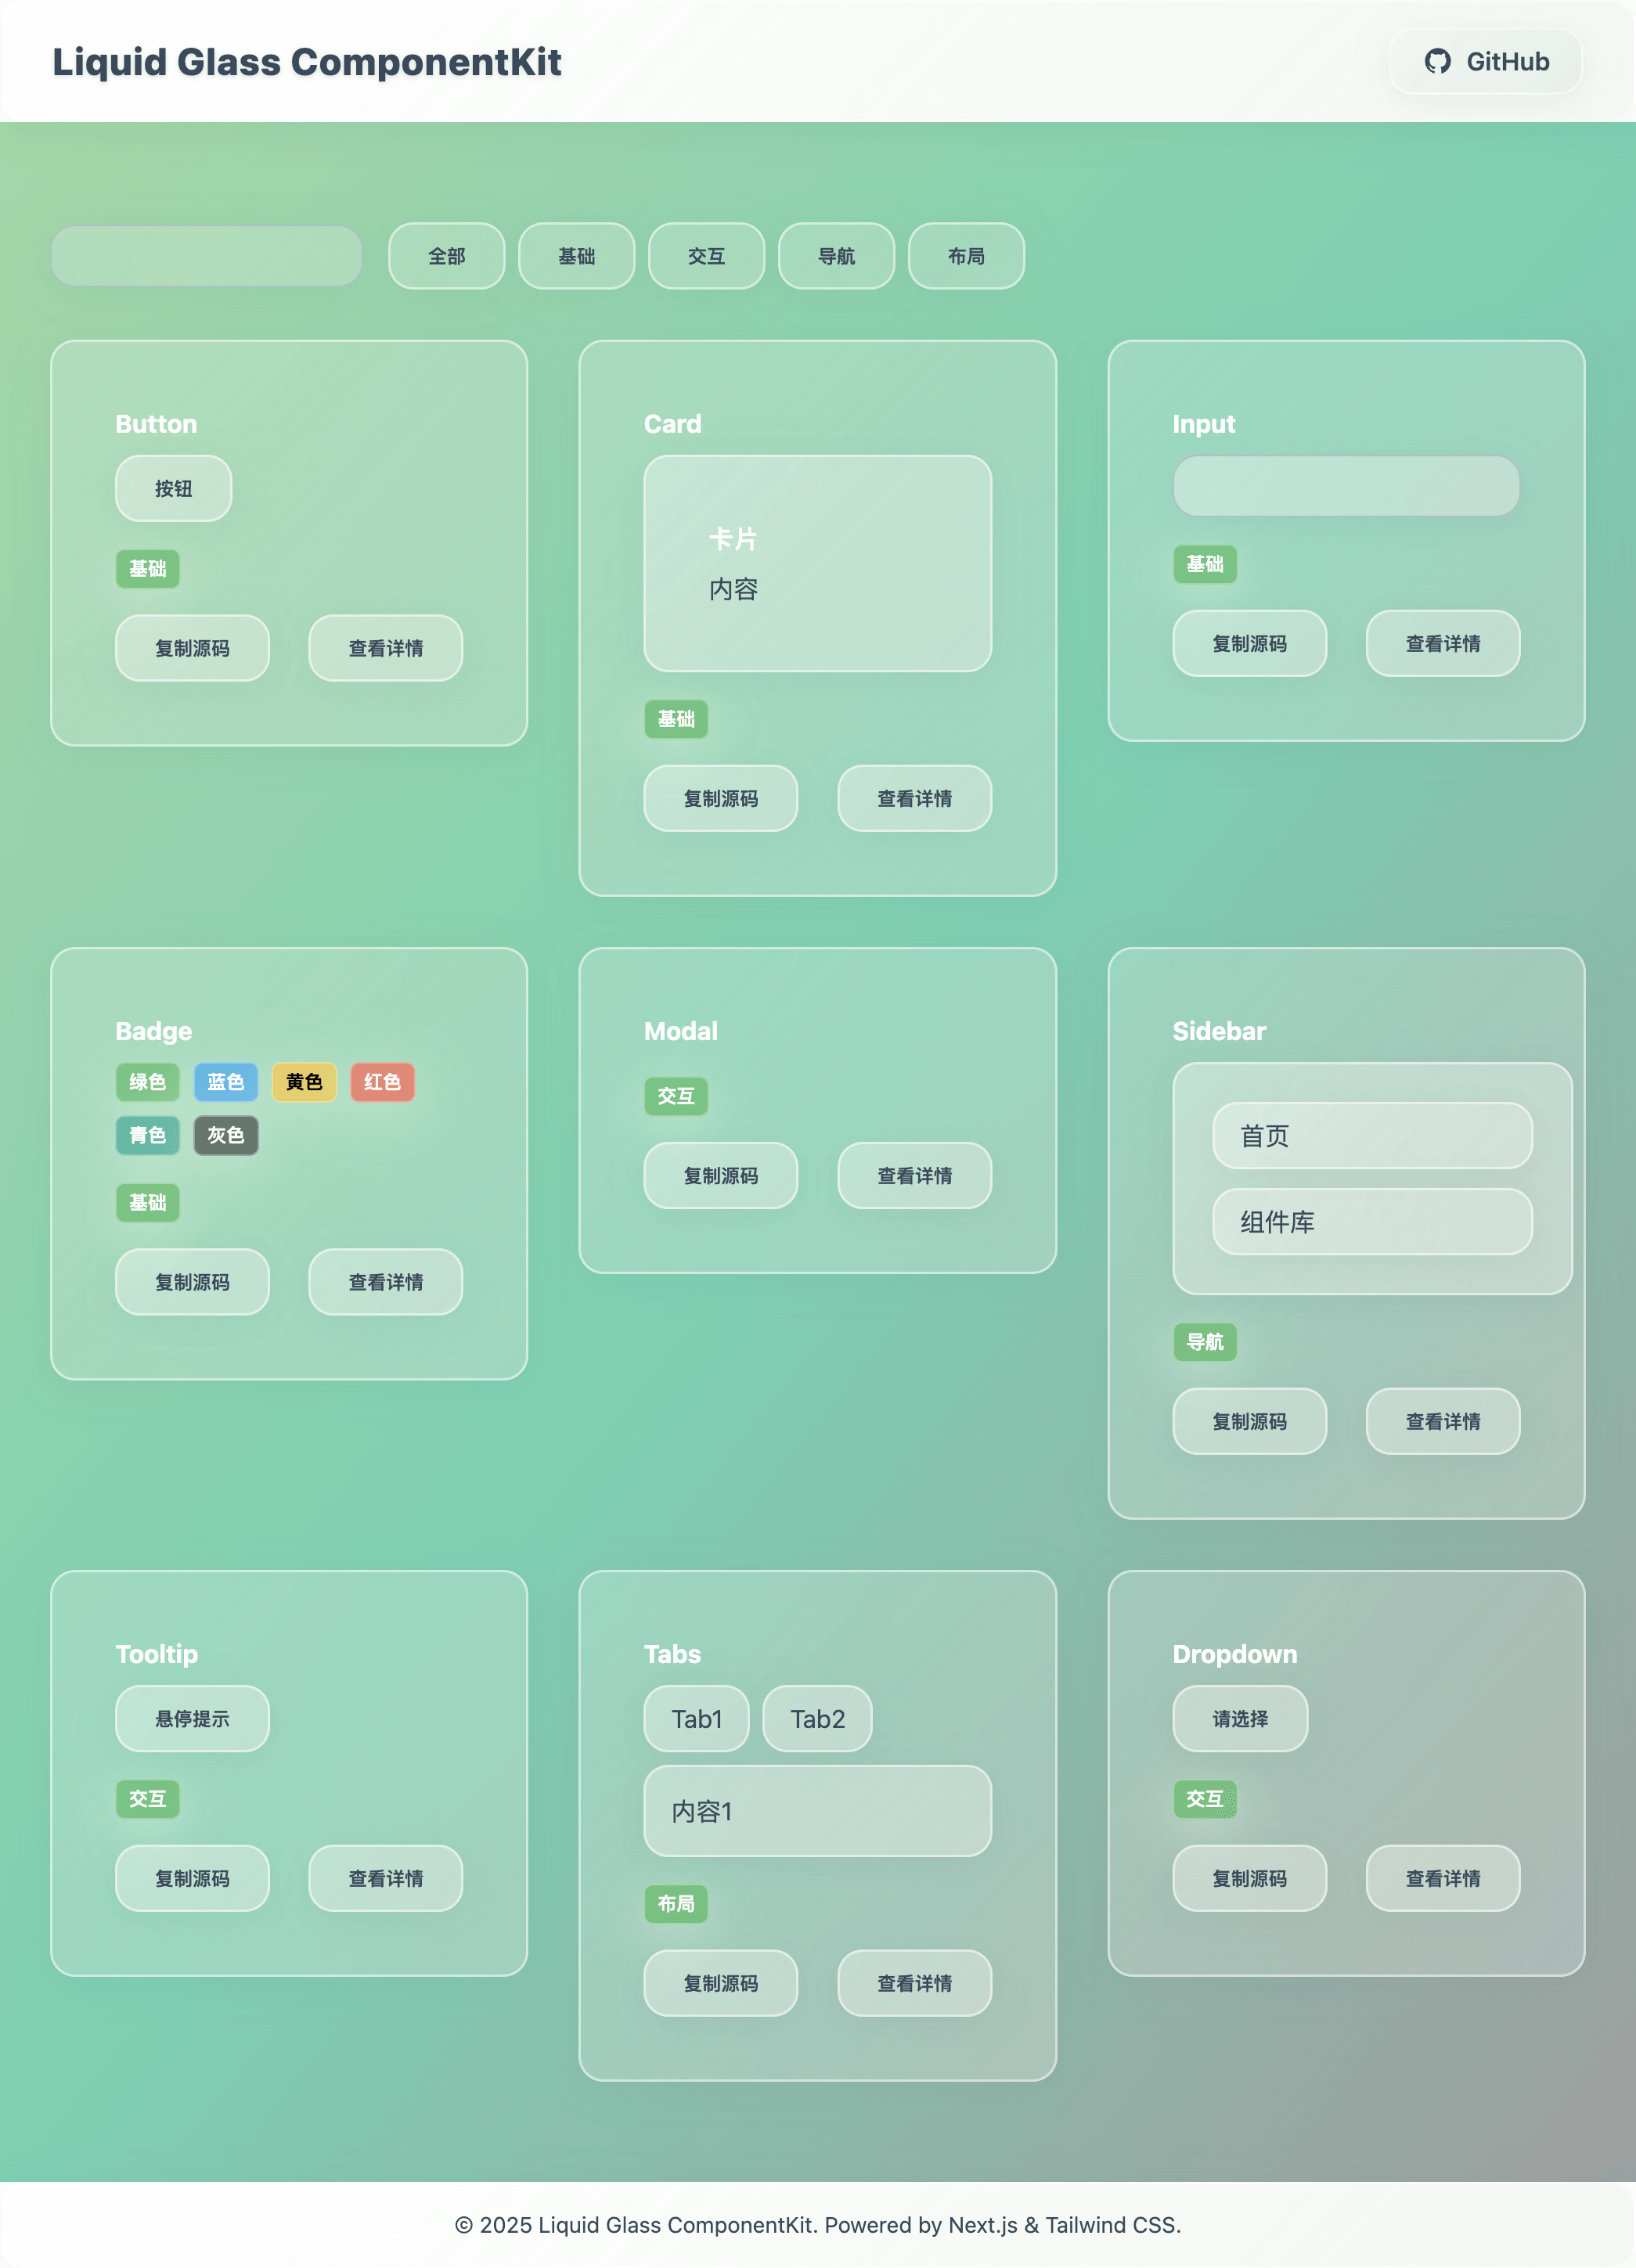 Liquid Glass ComponentKit
GitHub
全部
基础
交互
导航
布局
Button
按钮
基础
复制源码
查看详情
Card
卡片
内容
基础
复制源码
查看详情
Input
基础
复制源码
查看详情
Badge
绿色
蓝色
黄色
红色
青色
灰色
基础
复制源码
查看详情
Modal
交互
复制源码
查看详情
Sidebar
首页
组件库
导航
复制源码
查看详情
Tooltip
悬停提示
交互
复制源码
查看详情
Tabs
Tab1
Tab2
内容1
布局
复制源码
查看详情
Dropdown
请选择
交互
复制源码
查看详情
© 2025 Liquid Glass ComponentKit. Powered by Next.js & Tailwind CSS.